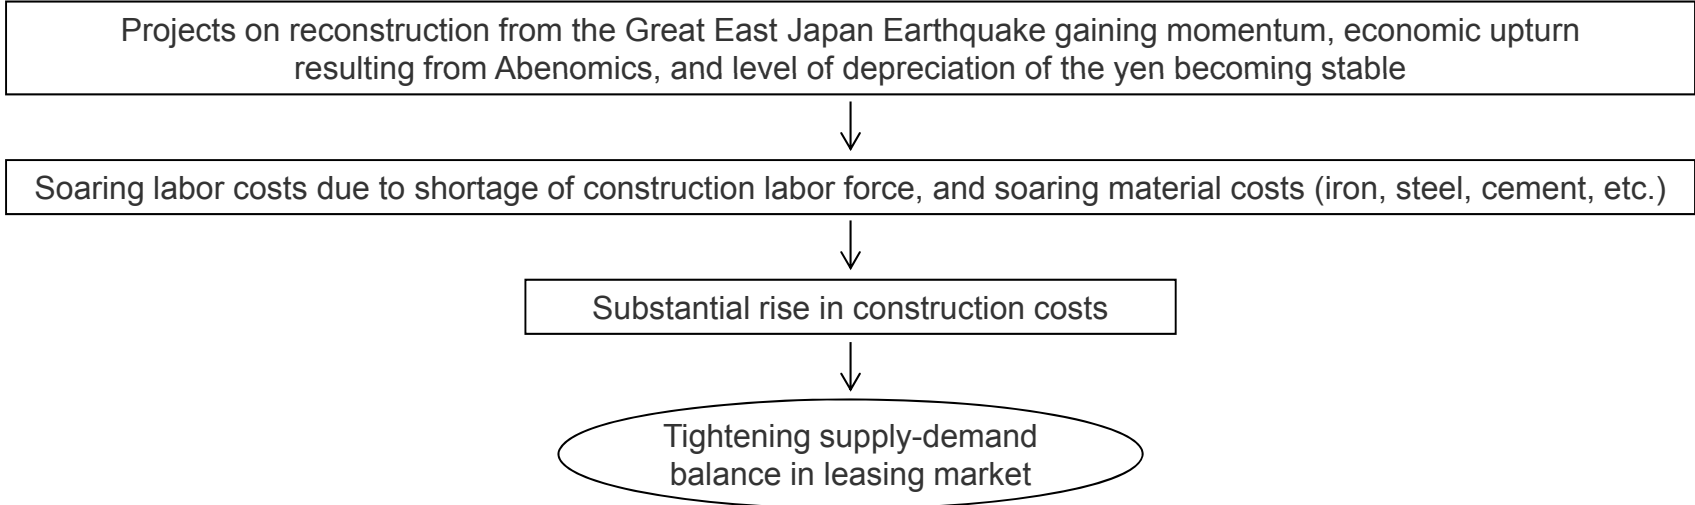 Projects on reconstruction from the Great East Japan Earthquake gaining momentum, economic upturn
resulting from Abenomics, and level of depreciation of the yen becoming stable
Soaring labor costs due to shortage of construction labor force, and soaring material costs (iron, steel, cement, etc.)
Substantial rise in construction costs
Tightening supply-demand
balance in leasing market